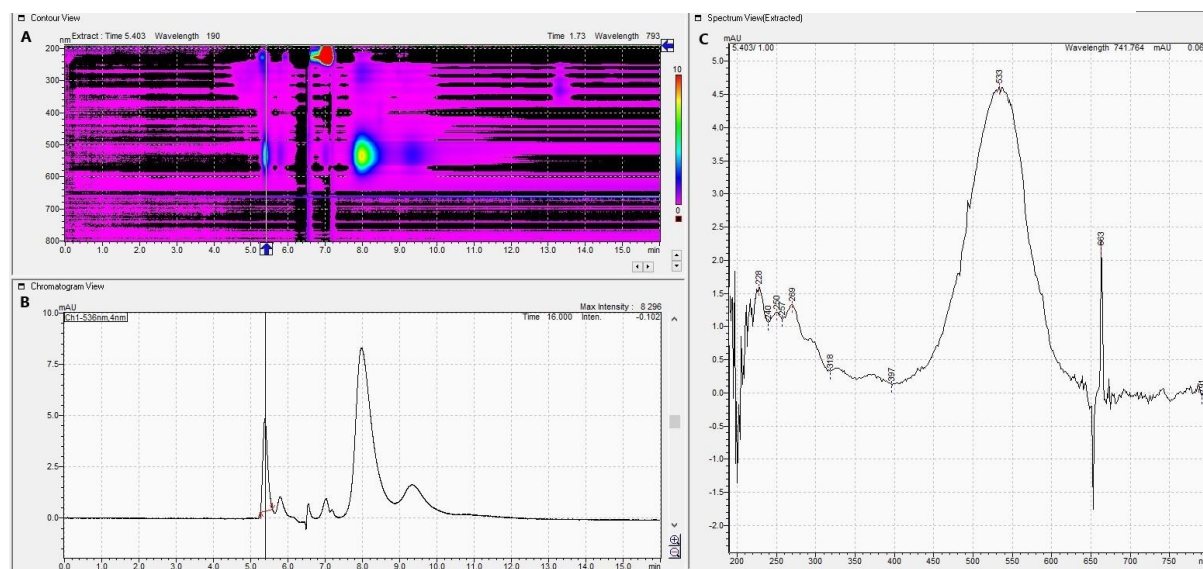 Contour View
A
nm
Extract : Time 5.403 Wavelength 190
Time 1.73 Wavelength 793
200
300
400
500
600
700
800
0.0 1.0 2.0 3.0 4.0 5.0 6.0 7.0 8.0 9.0 10.0 11.0 12.0 13.0 14.0 15.0 min
10
0
Chromatogram View
B
mAU
Max Intensity : 8 296
Ch1-536nm,4nm
Time 16.000 Inten. -0.102
10.0
7.5
5.0
2.5
0.0
0.0 1.0 2.0 3.0 4.0 5.0 6.0 7.0 8.0 9.0 10.0 11.0 12.0 13.0 14.0 15.0 min
Spectrum View(Extracted)
C
mAU
5.403/ 1.00
Wavelength 741.764 mAU 0.06
5.0
4.5
4.0
3.5
3.0
2.5
2.0
1.5
1.0
0.5
0.0
-0.5
-1.0
-1.5
-2.0
228
240
250
257
269
318
397
533
663
200 250 300 350 400 450 500 550 600 650 700 750